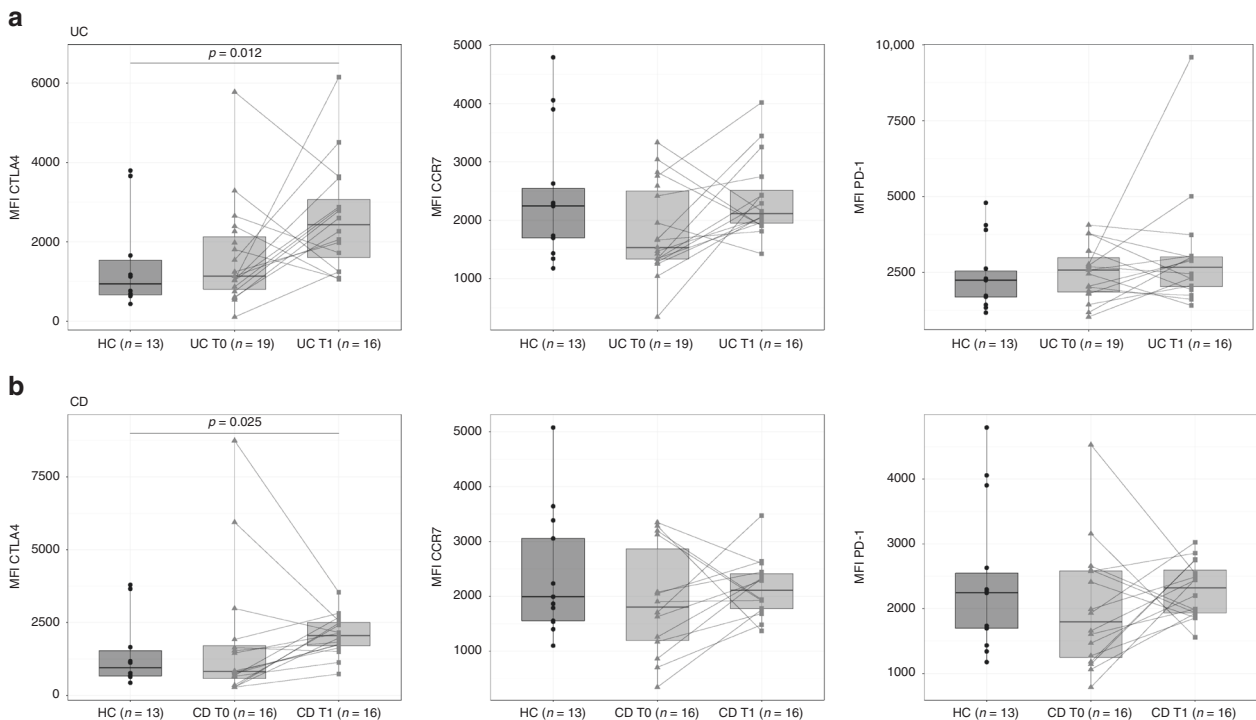 a
UC
p = 0.012
MFI CTLA4
6000
4000
2000
0
HC (n = 13) UC T0 (n = 19) UC T1 (n = 16)
MFI CCR7
5000
4000
3000
2000
1000
HC (n = 13) UC T0 (n = 19) UC T1 (n = 16)
MFI PD-1
10,000
7500
5000
2500
HC (n = 13) UC T0 (n = 19) UC T1 (n = 16)
b
CD
p = 0.025
MFI CTLA4
7500
5000
2500
0
HC (n = 13) CD T0 (n = 16) CD T1 (n = 16)
MFI CCR7
5000
4000
3000
2000
1000
HC (n = 13) CD T0 (n = 16) CD T1 (n = 16)
MFI PD-1
4000
3000
2000
1000
HC (n = 13) CD T0 (n = 16) CD T1 (n = 16)